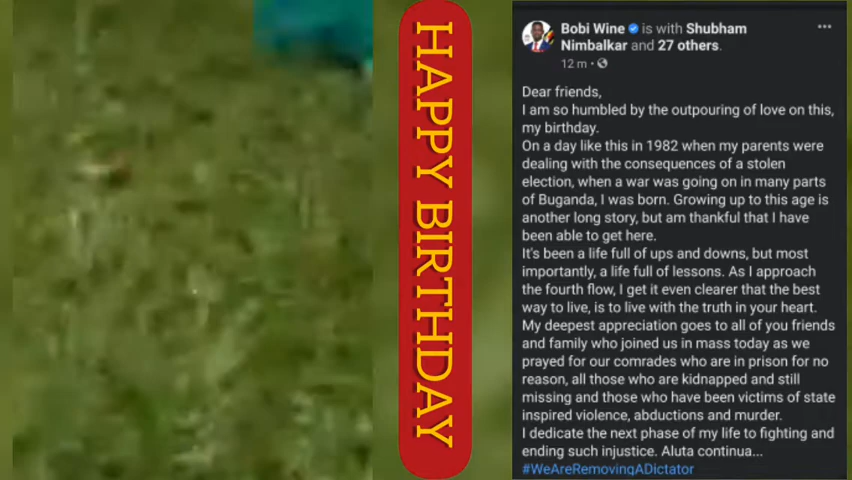 HAPPY BIRTHDAY
Bobi Wine is with Shubham
Nimbalkar and 27 others.
12 m •
Dear friends,
I am so humbled by the outpouring of love on this,
my birthday.
On a day like this in 1982 when my parents were
dealing with the consequences of a stolen
election, when a war was going on in many parts
of Buganda, I was born. Growing up to this age is
another long story, but am thankful that I have
been able to get here.
It's been a life full of ups and downs, but most
importantly, a life full of lessons. As I approach
the fourth flow, I get it even clearer that the best
way to live, is to live with the truth in your heart.
My deepest appreciation goes to all of you friends
and family who joined us in mass today as we
prayed for our comrades who are in prison for no
reason, all those who are kidnapped and still
missing and those who have been victims of state
inspired violence, abductions and murder.
I dedicate the next phase of my life to fighting and
ending such injustice. Aluta continua...
#WeAreRemovingADictator